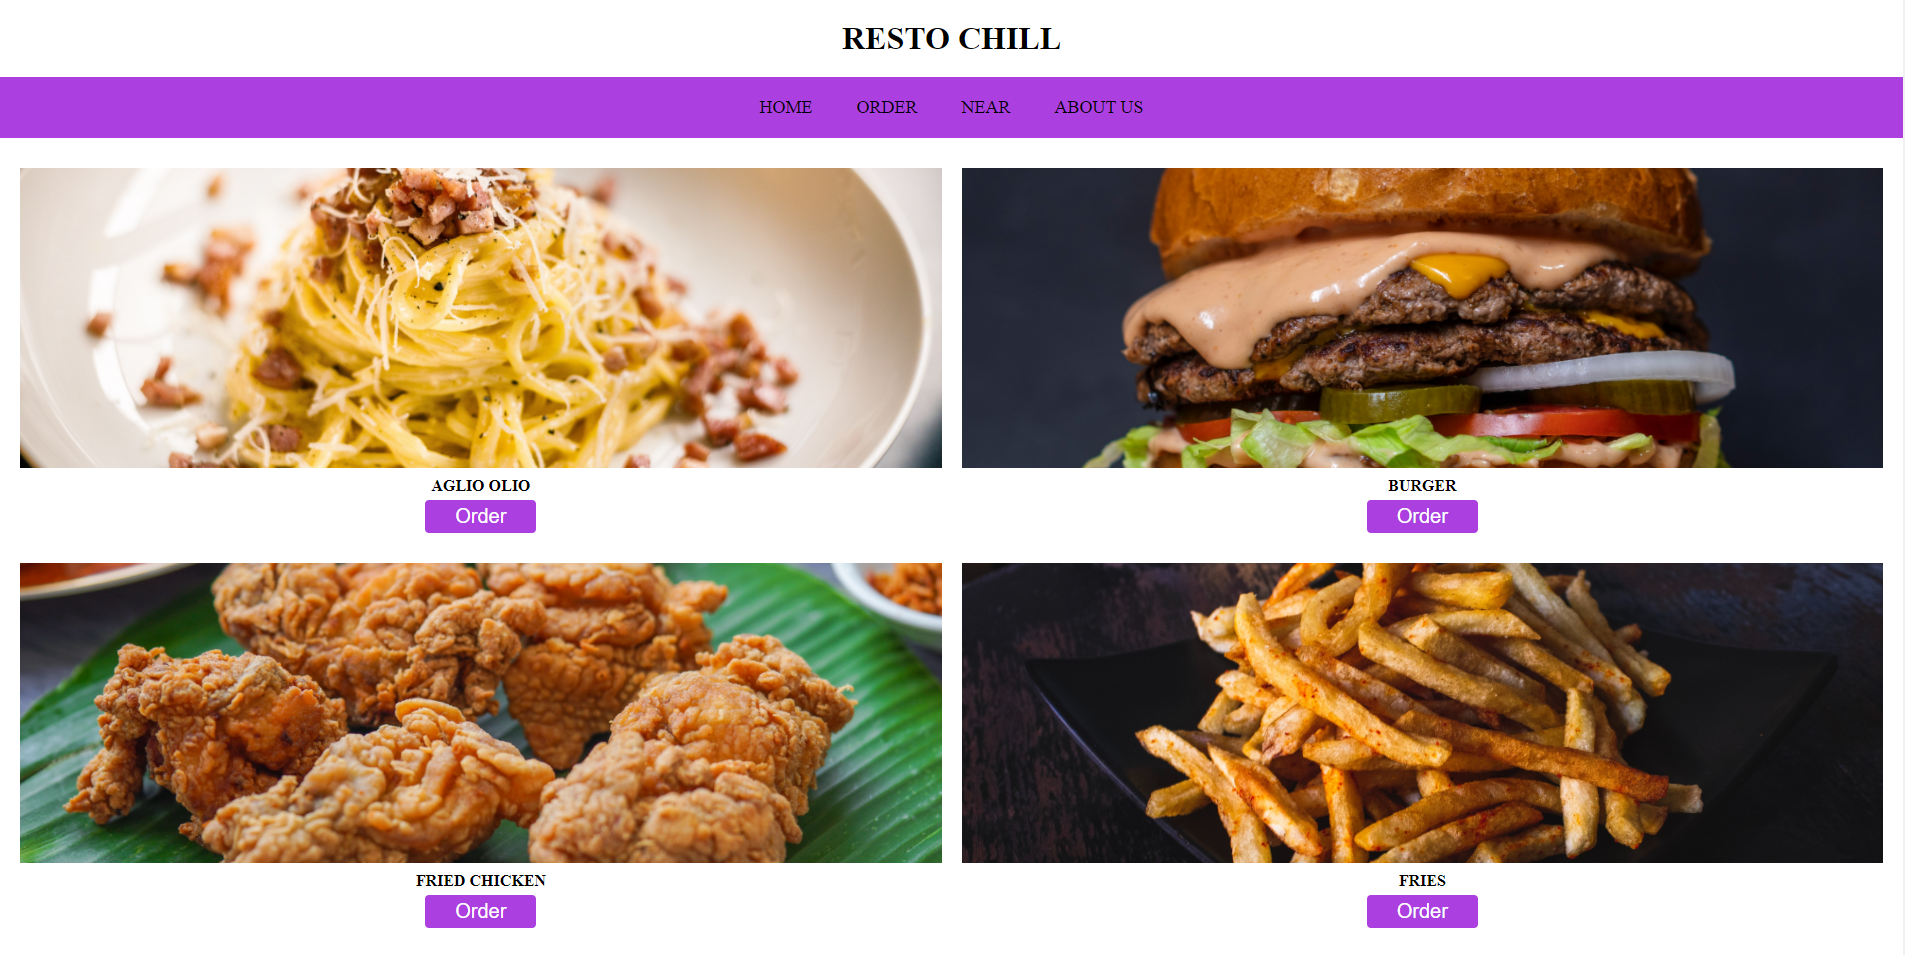 RESTO CHILL
HOME ORDER NEAR ABOUT US
AGLIO OLIO
Order
BURGER
Order
FRIED CHICKEN
Order
FRIES
Order